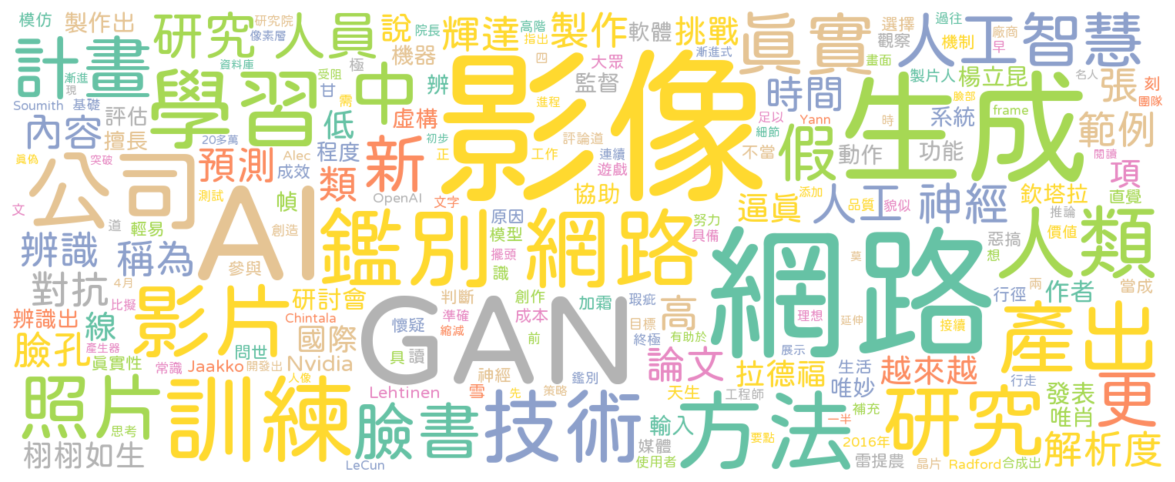 模仿 製作出 研究 人員 研究院 像素層 說 院長 高階 指出 輝達 製作 軟體 挑戰 眞實 選擇 過往 觀察 畫面 機制 廠商 早 人工智慧
計畫 漸進 現 資料庫 機器 受阻 極 甘 需 辨 四 漸進式 大眾 監督 時間 製片人 楊立昆 臉部 名人 張 刻 團隊
學習 中 影像 生成
Soumith 基礎 評估 擅長 內容 20多萬 低 虛構 進程 評論道 足以 細節 Yann 系統 frame 時 範例
預測 突破 Alec 成效 測試 程度 類 初步 正 工作 新 連續 遊戲 不當 假 動作 功能 閱讀 項
公司 AI 文 道 輕易 創造 幀 OpenAI 文字 協助 逼眞 添加 人工 品質 貌似 神經 欽塔拉 推論 直覺
辨識 稱為 參與 鑑別網路 原因 模型 擺頭 識 努力 具備 網路 莫 惡搞 想 價值 人類
對抗 4月 比擬 影片 研討會 判斷 準確 縮減 創作 成本 前 加霜 瑕疵 目標 終極 高 理想 延伸 行徑 兩 作者 當成
辨識出 線 Chintala 國際 懷疑 GAN 有助於 展示 接續 產出
臉孔 產生器 眞實性 問世 常識 Jaakko 開發出 Nvidia 人像 具 讀 Lehtinen 神經 雪 先 鑑別 策略 論文 拉德福 天生 工程師 生活 唯妙 越來越 行走 發表 唯肖 更
照片 思考 訓練 臉書 技術 輸入 方法 補充 一半 研究
栩栩如生 LeCun 媒體 使用者 要點 2016年 雷提農 晶片 Radford 合成出 解析度